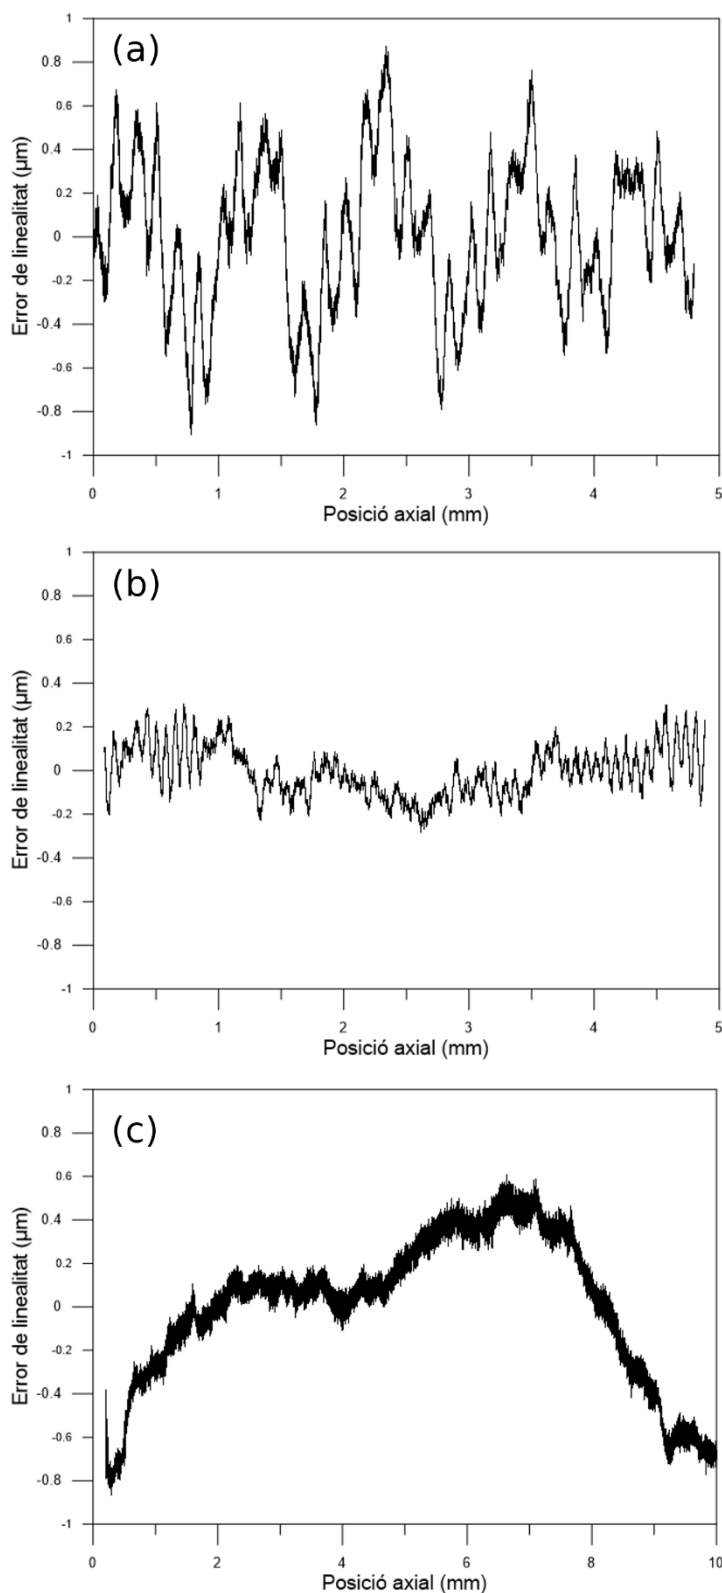 (a)
1
0.8
0.6
0.4
0.2
0
-0.2
-0.4
-0.6
-0.8
-1
Error de linealitat (µm)
0 1 2 3 4 5
Posició axial (mm)
(b)
1
0.8
0.6
0.4
0.2
0
-0.2
-0.4
-0.6
-0.8
-1
Error de linealitat (µm)
0 1 2 3 4 5
Posició axial (mm)
(c)
1
0.8
0.6
0.4
0.2
0
-0.2
-0.4
-0.6
-0.8
-1
Error de linealitat (µm)
0 2 4 6 8 10
Posició axial (mm)